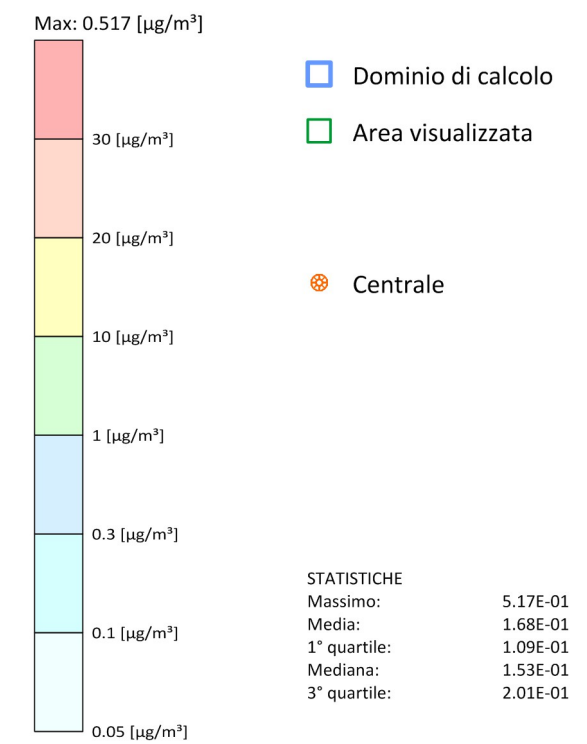 Max: 0.517 [µg/m³]
30 [µg/m³]
20 [µg/m³]
10 [µg/m³]
1 [µg/m³]
0.3 [µg/m³]
0.1 [µg/m³]
0.05 [µg/m³]
Dominio di calcolo
Area visualizzata
Centrale
STATISTICHE
Massimo: 5.17E-01
Media: 1.68E-01
1° quartile: 1.09E-01
Mediana: 1.53E-01
3° quartile: 2.01E-01